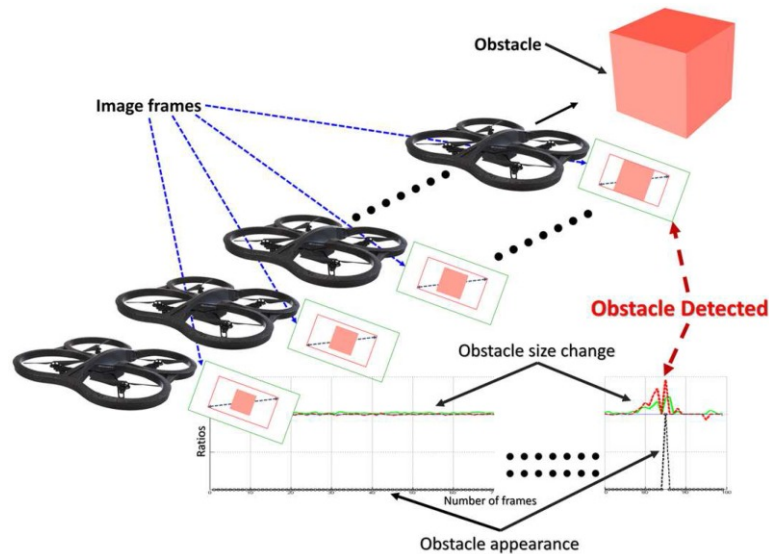 Obstacle
Image frames
Obstacle Detected
Obstacle size change
Ratios
Number of frames
Obstacle appearance